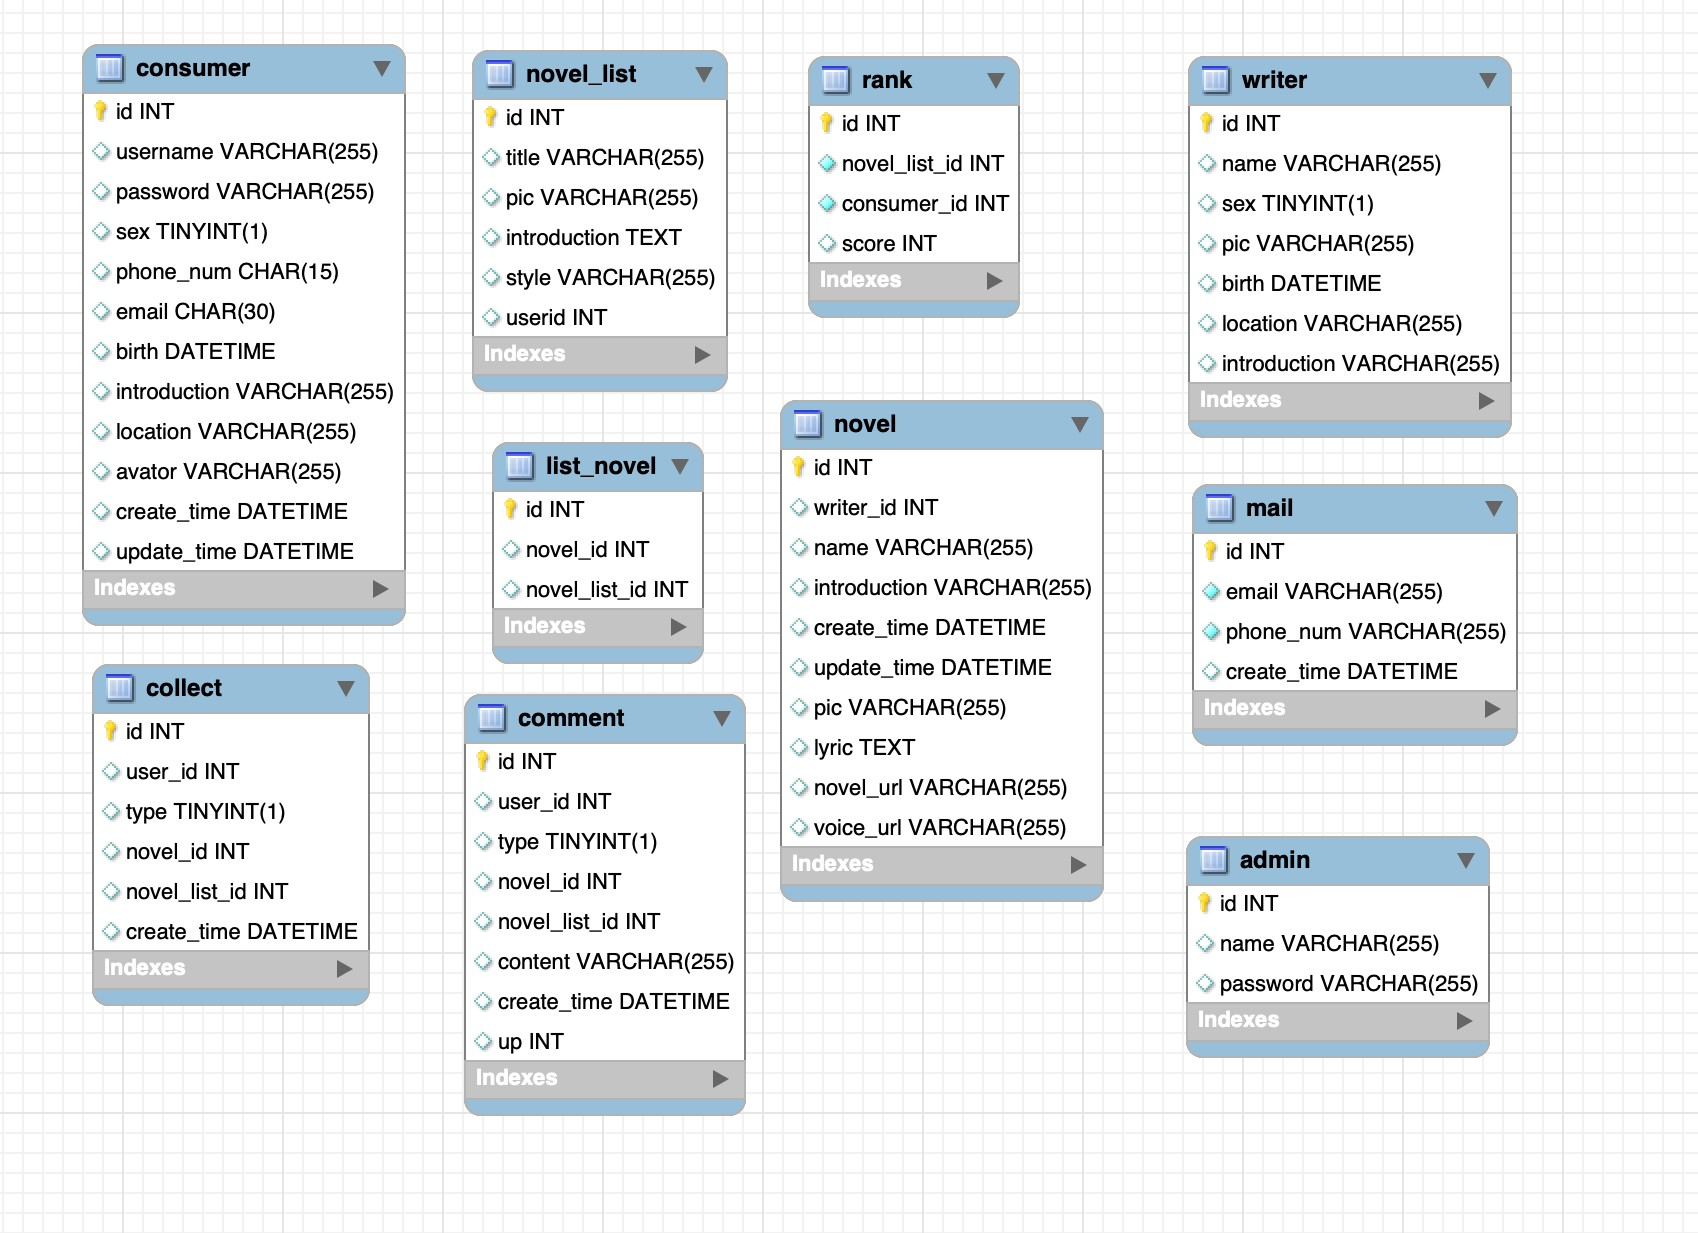 consumer
id INT
username VARCHAR(255)
password VARCHAR(255)
sex TINYINT(1)
phone_num CHAR(15)
email CHAR(30)
birth DATETIME
introduction VARCHAR(255)
location VARCHAR(255)
avator VARCHAR(255)
create_time DATETIME
update_time DATETIME
Indexes
collect
id INT
user_id INT
type TINYINT(1)
novel_id INT
novel_list_id INT
create_time DATETIME
Indexes
novel_list
id INT
title VARCHAR(255)
pic VARCHAR(255)
introduction TEXT
style VARCHAR(255)
userid INT
Indexes
list_novel
id INT
novel_id INT
novel_list_id INT
Indexes
comment
id INT
user_id INT
type TINYINT(1)
novel_id INT
novel_list_id INT
content VARCHAR(255)
create_time DATETIME
up INT
Indexes
rank
id INT
novel_list_id INT
consumer_id INT
score INT
Indexes
novel
id INT
writer_id INT
name VARCHAR(255)
introduction VARCHAR(255)
create_time DATETIME
update_time DATETIME
pic VARCHAR(255)
lyric TEXT
novel_url VARCHAR(255)
voice_url VARCHAR(255)
Indexes
writer
id INT
name VARCHAR(255)
sex TINYINT(1)
pic VARCHAR(255)
birth DATETIME
location VARCHAR(255)
introduction VARCHAR(255)
Indexes
mail
id INT
email VARCHAR(255)
phone_num VARCHAR(255)
create_time DATETIME
Indexes
admin
id INT
name VARCHAR(255)
password VARCHAR(255)
Indexes